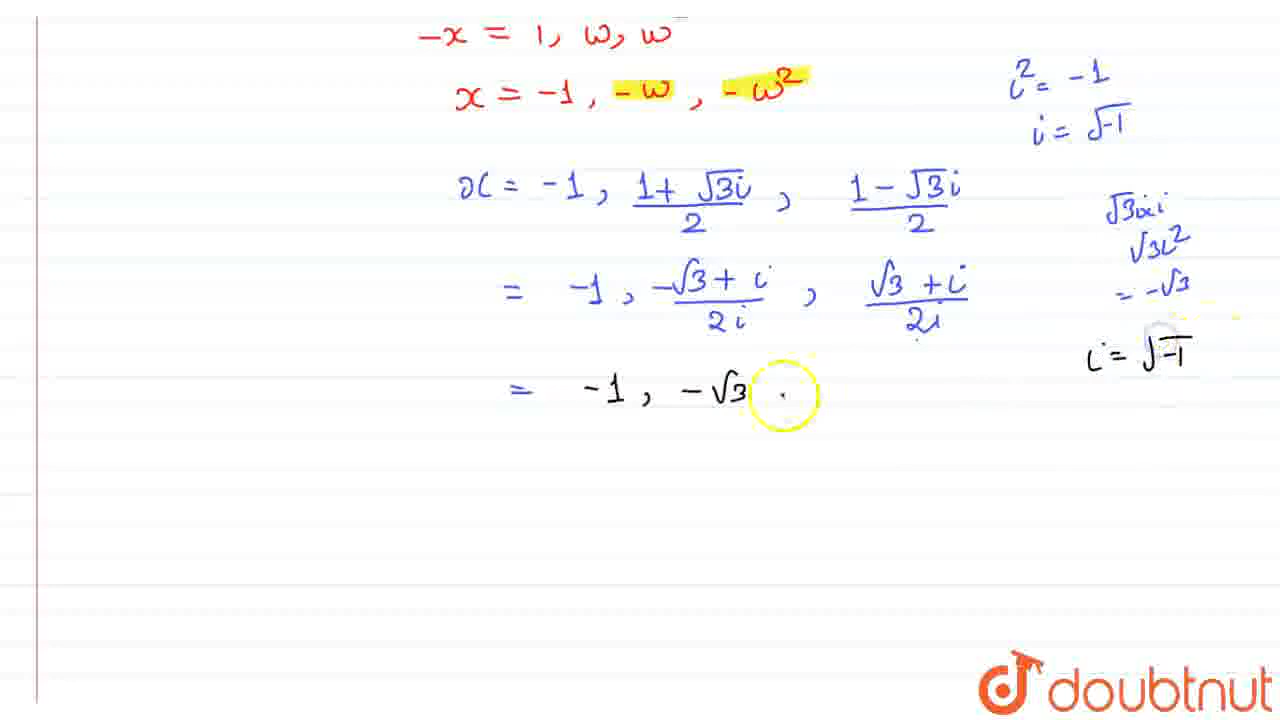 -x = 1, ω, ω
x = -1, -ω, -ω²
i² = -1
i = √-1
x = -1, (1+√3i)/2, (1-√3i)/2
√3i×i
√3i²
= -√3
= -1, (-√3+i)/2i, (√3+i)/2i
i = √-1
= -1, -√3
doubtnut